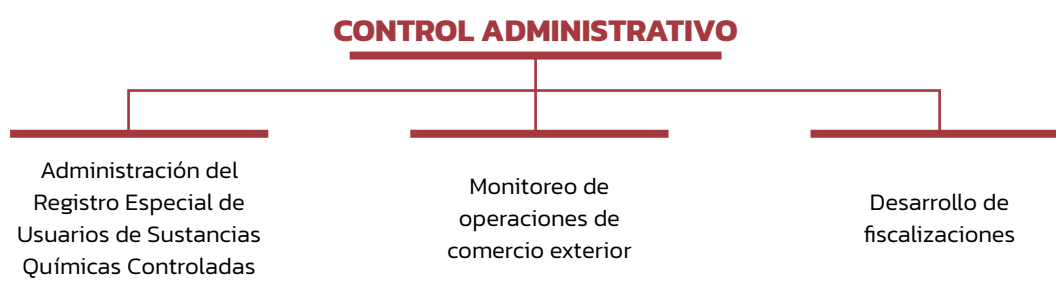 CONTROL ADMINISTRATIVO
Administración del
Registro Especial de
Usuarios de Sustancias
Químicas Controladas
Monitoreo de
operaciones de
comercio exterior
Desarrollo de
fiscalizaciones